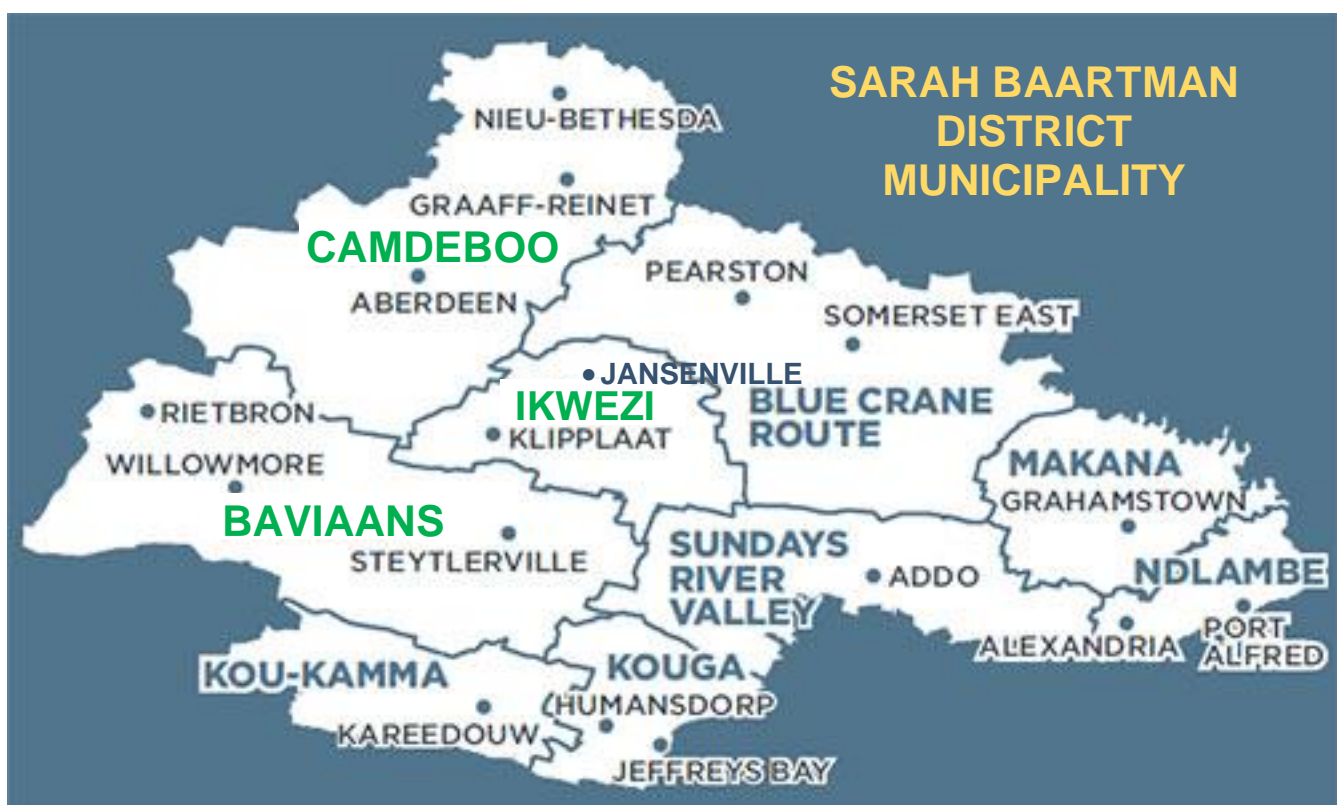 SARAH BAARTMAN
DISTRICT
MUNICIPALITY
NIEU-BETHESDA
GRAAFF-REINET
CAMDEBOO
ABERDEEN
PEARSTON
SOMERSET EAST
JANSENVILLE
IKWEZI
KLIPPLAAT
BLUE CRANE
ROUTE
RIETBRON
WILLOWMORE
BAVIAANS
STEYTLERVILLE
MAKANA
GRAHAMSTOWN
SUNDAYS
RIVER
VALLEY
ADDO
NDLAMBE
ALEXANDRIA
PORT
ALFRED
KOU-KAMMA
KAREEDOUW
KOUGA
HUMANSDORP
JEFFREYS BAY